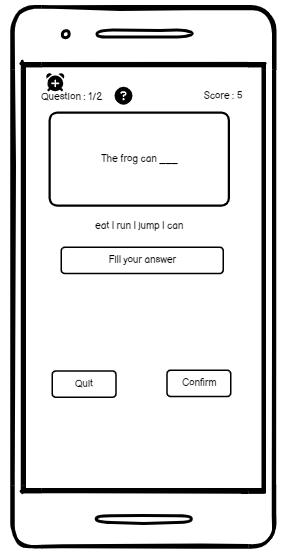 Question : 1/2 ? Score : 5
The frog can ___
eat | run | jump | can
Fill your answer
Quit Confirm